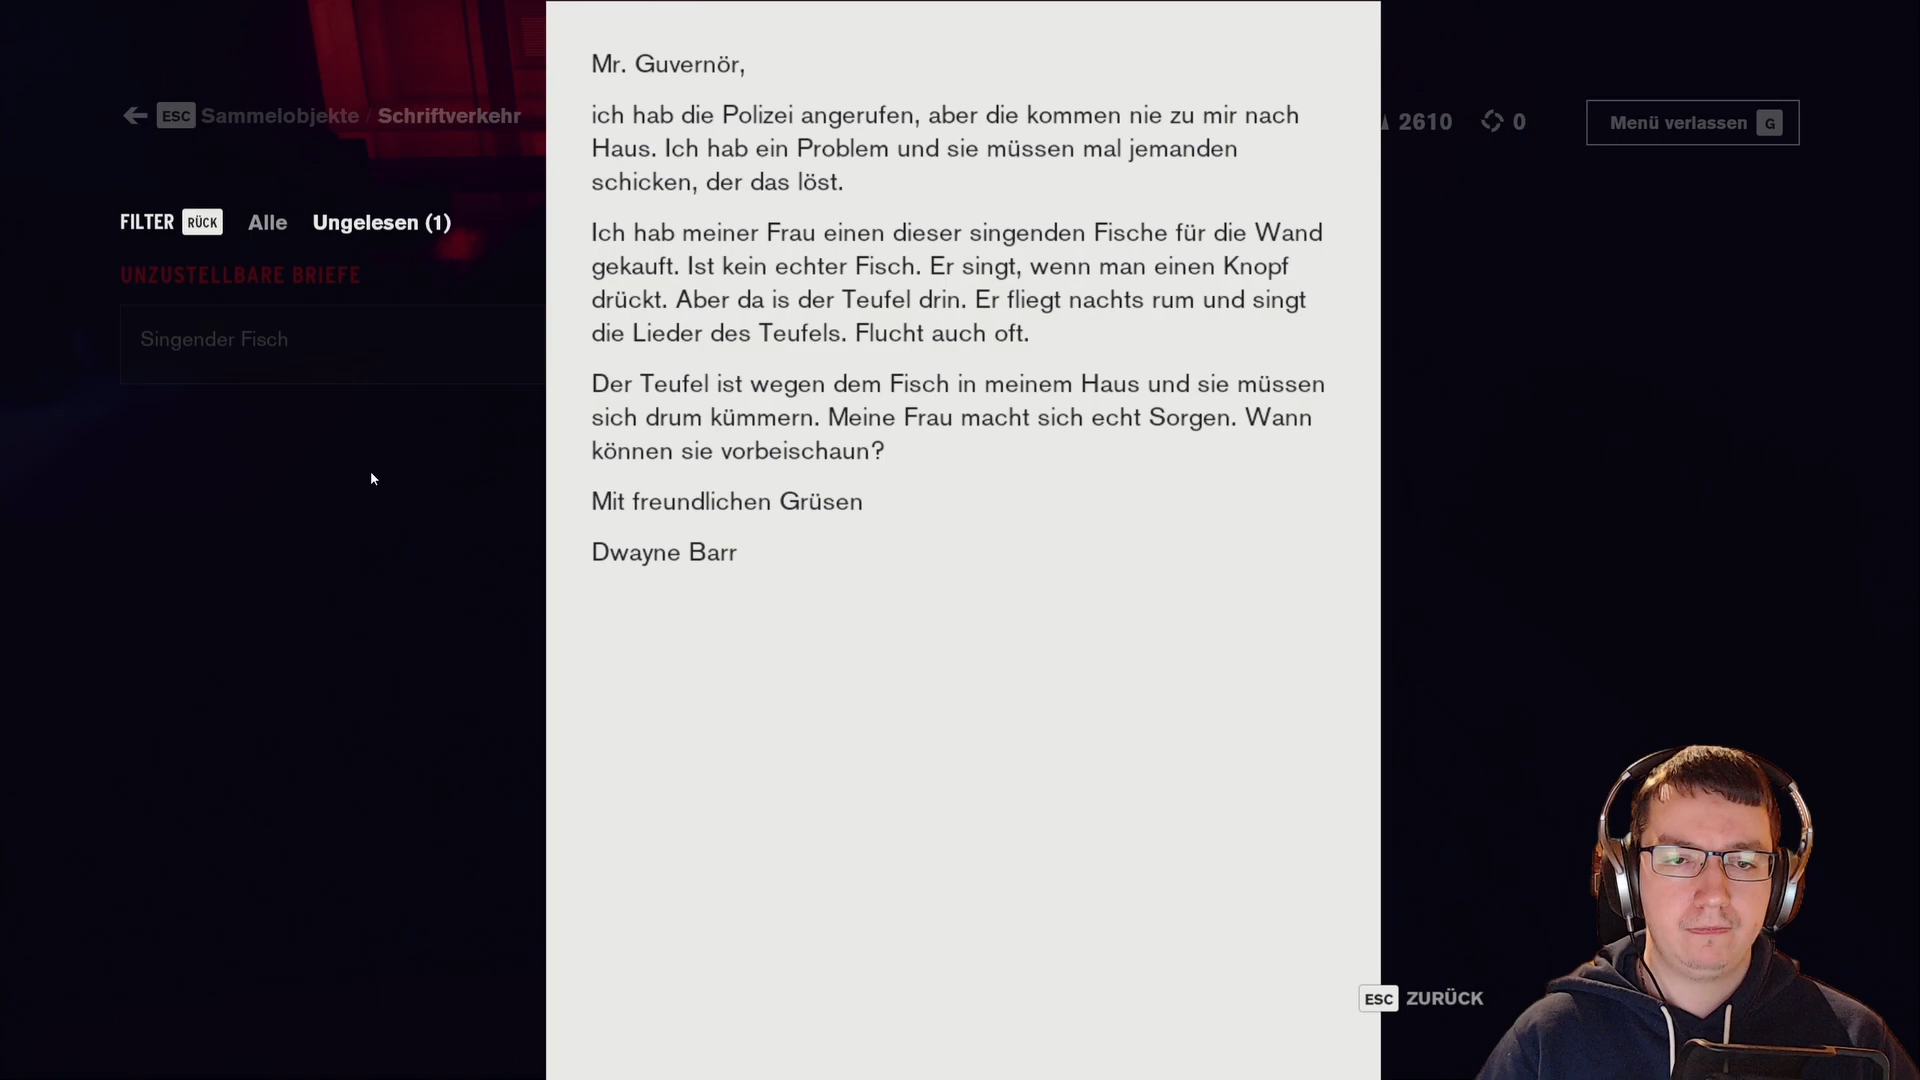 Mr. Guvernör,
ich hab die Polizei angerufen, aber die kommen nie zu mir nach
Haus. Ich hab ein Problem und sie müssen mal jemanden
schicken, der das löst.
Ich hab meiner Frau einen dieser singenden Fische für die Wand
gekauft. Ist kein echter Fisch. Er singt, wenn man einen Knopf
drückt. Aber da is der Teufel drin. Er fliegt nachts rum und singt
die Lieder des Teufels. Flucht auch oft.
Der Teufel ist wegen dem Fisch in meinem Haus und sie müssen
sich drum kümmern. Meine Frau macht sich echt Sorgen. Wann
können sie vorbeischaun?
Mit freundlichen Grüsen
Dwayne Barr
ESC Sammelobjekte / Schriftverkehr
2610 0
Menü verlassen G
FILTER RÜCK Alle Ungelesen (1)
UNZUSTELLBARE BRIEFE
Singender Fisch
ESC ZURÜCK